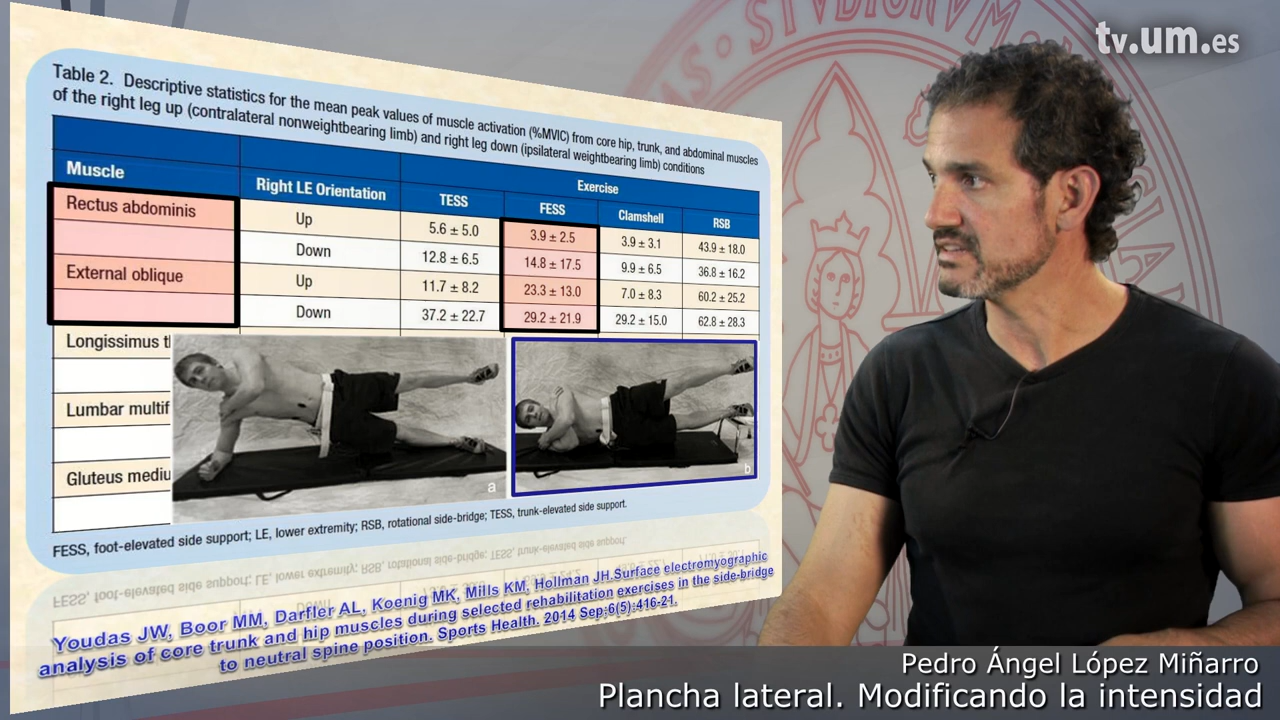 STVDIORVM
tv.um.es
Table 2. Descriptive statistics for the mean peak values of muscle activation (%MVIC) from core hip, trunk, and abdominal muscles
of the right leg up (contralateral nonweightbearing limb) and right leg down (ipsilateral weightbearing limb) conditions
Exercise
Muscle Right LE Orientation TESS FESS Clamshell RSB
Rectus abdominis Up 5.6 ± 5.0 3.9 ± 2.5 3.9 ± 3.1 43.9 ± 18.0
Down 12.8 ± 6.5 14.8 ± 17.5 9.9 ± 6.5 36.8 ± 16.2
External oblique Up 11.7 ± 8.2 23.3 ± 13.0 7.0 ± 8.3 60.2 ± 25.2
Down 37.2 ± 22.7 29.2 ± 21.9 29.2 ± 15.0 62.8 ± 28.3
Longissimus t
Lumbar multif
Gluteus mediu
a
b
FESS, foot-elevated side support; LE, lower extremity; RSB, rotational side-bridge; TESS, trunk-elevated side support.
Youdas JW, Boor MM, Darfler AL, Koenig MK, Mills KM, Hollman JH.Surface electromyographic
analysis of core trunk and hip muscles during selected rehabilitation exercises in the side-bridge
to neutral spine position. Sports Health. 2014 Sep;6(5):416-21.
Pedro Ángel López Miñarro
Plancha lateral. Modificando la intensidad